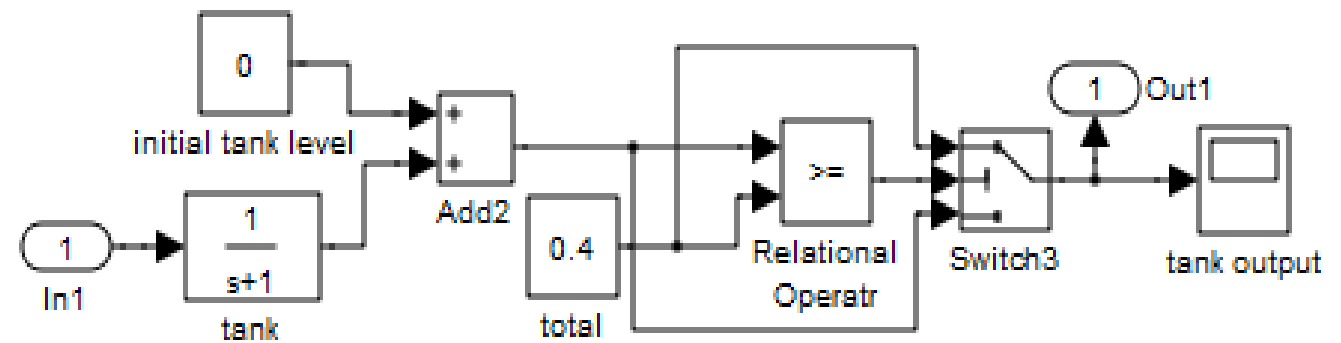 0
initial tank level
1
In1
1
s+1
tank
+
+
Add2
0.4
total
>=
Relational
Operatr
Switch3
1
Out1
tank output